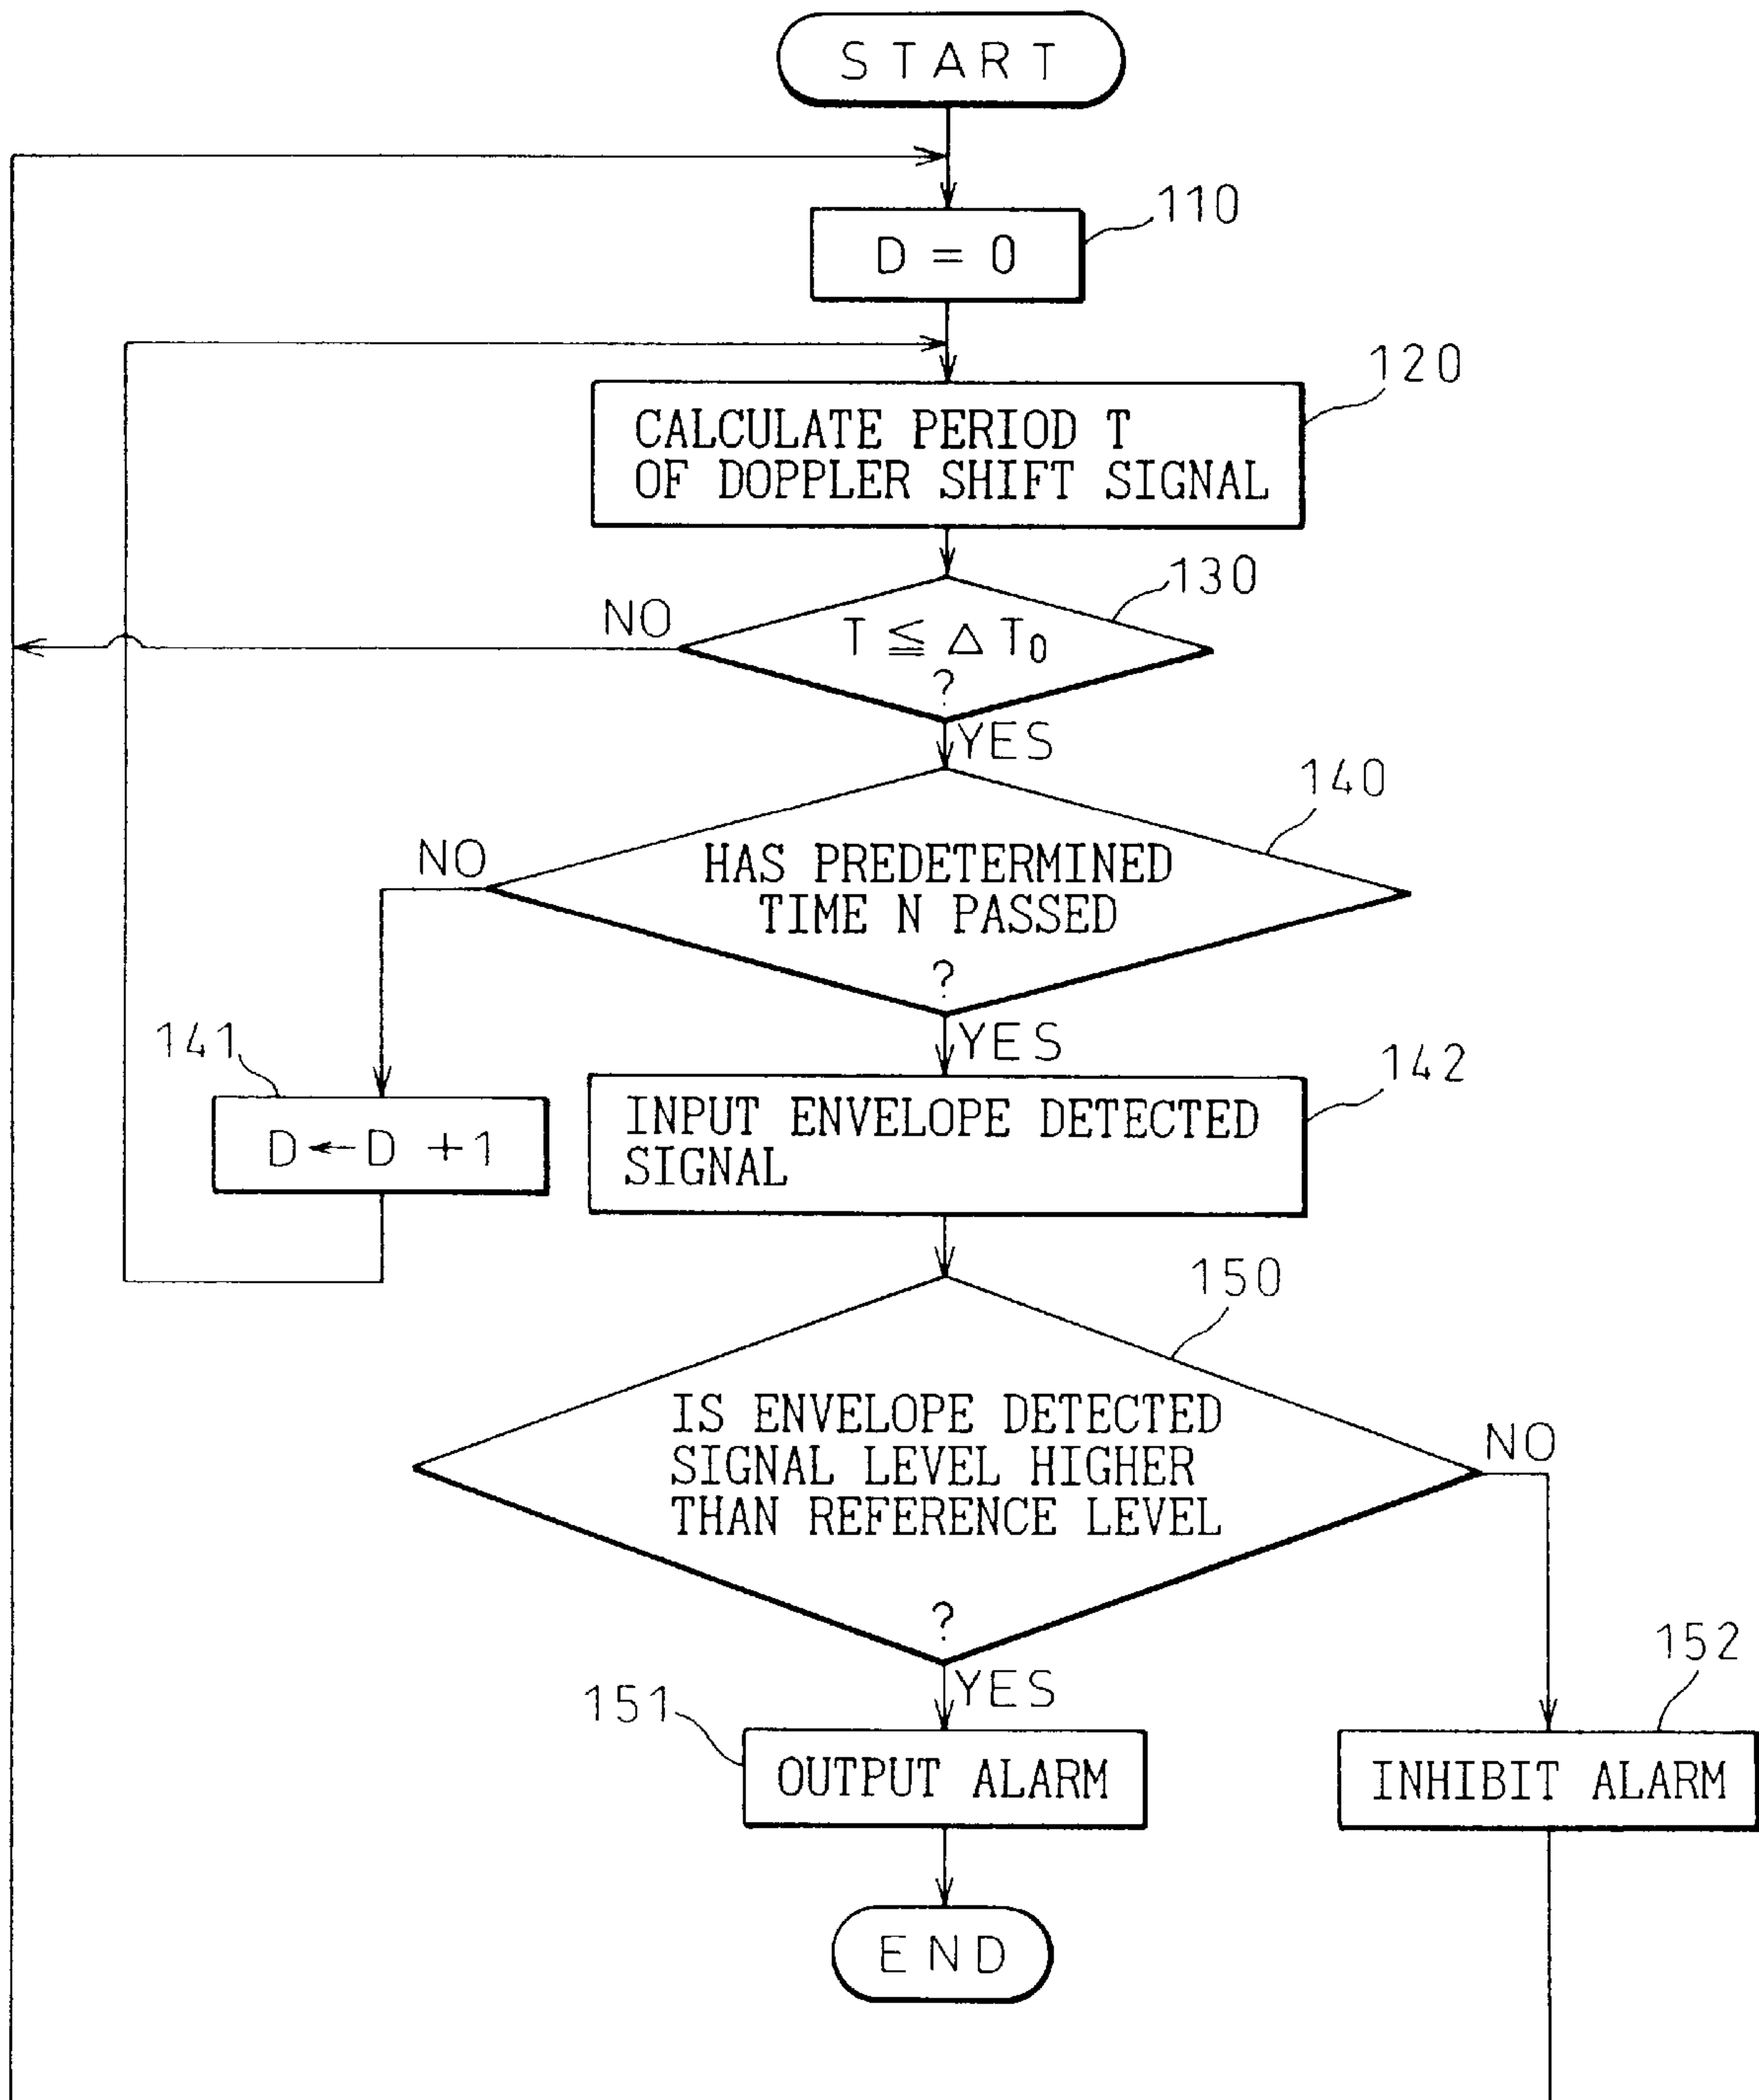 START
110
D = 0
120
CALCULATE PERIOD T
OF DOPPLER SHIFT SIGNAL
130
NO
T ≦ △ T₀
?
YES
140
NO
HAS PREDETERMINED
TIME N PASSED
?
YES
141
142
D←D +1
INPUT ENVELOPE DETECTED
SIGNAL
150
IS ENVELOPE DETECTED
SIGNAL LEVEL HIGHER
THAN REFERENCE LEVEL
NO
?
YES
151
152
OUTPUT ALARM
INHIBIT ALARM
END